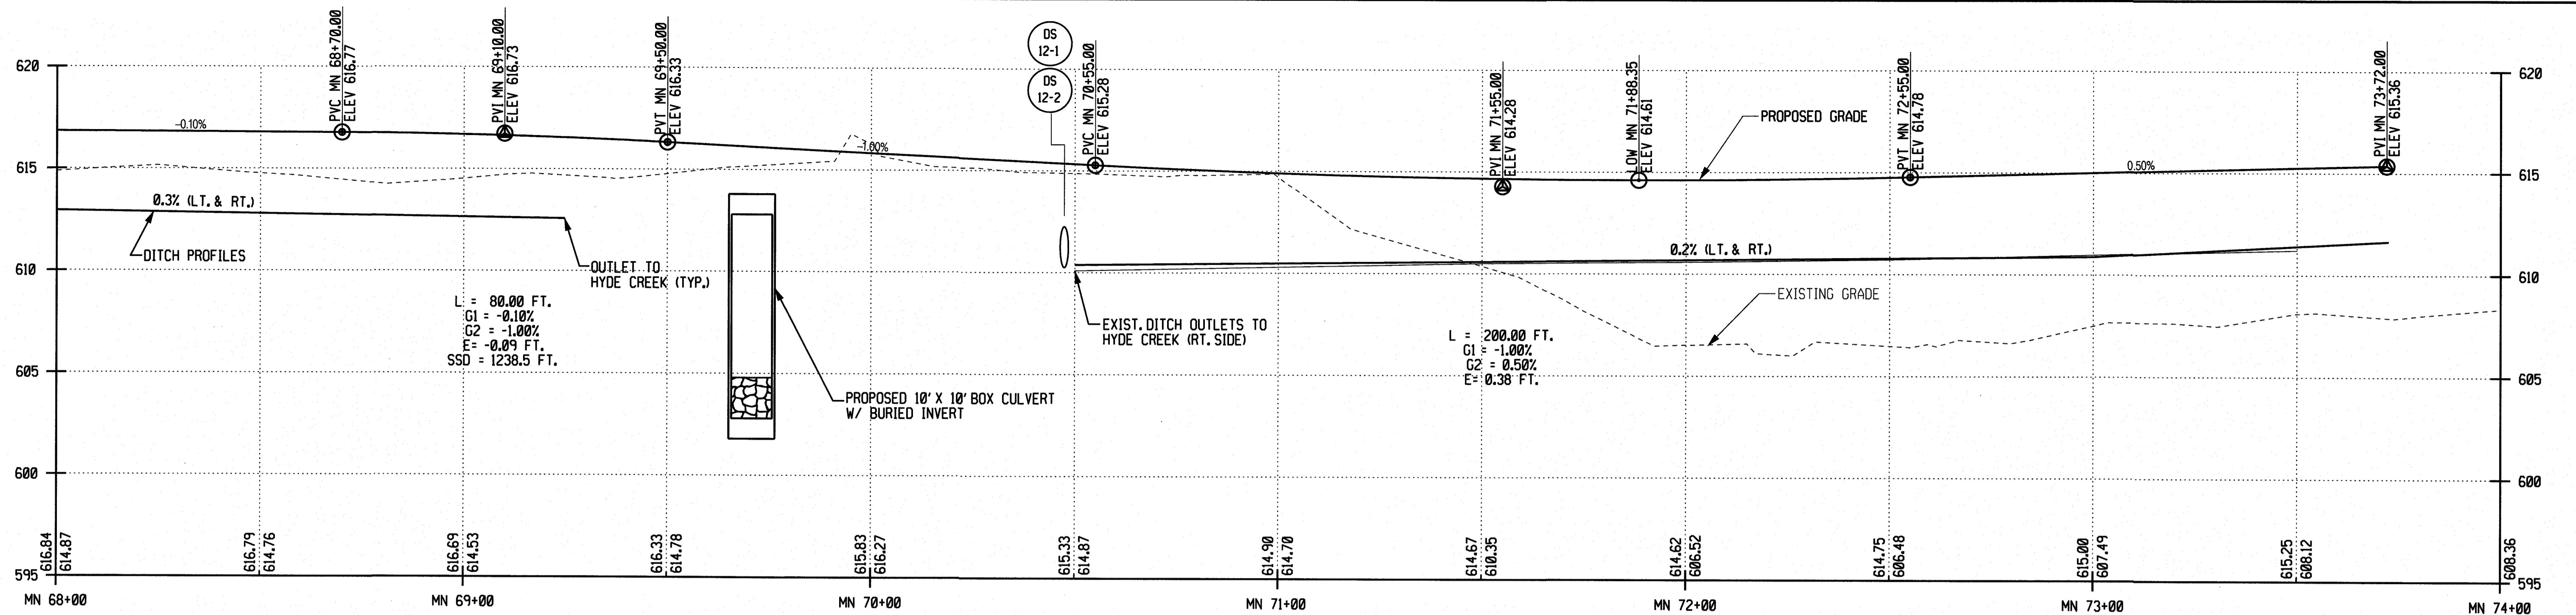 PVC MN 68+70.00
ELEV 616.77
PVI MN 69+10.00
ELEV 616.73
PVT MN 69+50.00
ELEV 616.33
DS
12-1
DS
12-2
PVC MN 70+55.00
ELEV 615.28
PVI MN 71+55.00
ELEV 614.28
LOW MN 71+88.35
ELEV 614.61
PVT MN 72+55.00
ELEV 614.78
PVI MN 73+72.00
ELEV 615.36
620
615
610
605
600
595
620
615
610
605
600
595
-0.10%
-1.00%
PROPOSED GRADE
0.50%
0.3% (LT. & RT.)
DITCH PROFILES
OUTLET TO
HYDE CREEK (TYP.)
0.2% (LT. & RT.)
EXISTING GRADE
L = 80.00 FT.
G1 = -0.10%
G2 = -1.00%
E= -0.09 FT.
SSD = 1238.5 FT.
EXIST. DITCH OUTLETS TO
HYDE CREEK (RT. SIDE)
L = 200.00 FT.
G1 = -1.00%
G2 = 0.50%
E= 0.38 FT.
PROPOSED 10' X 10' BOX CULVERT
W/ BURIED INVERT
616.84
614.87
616.79
614.76
616.69
614.53
616.33
614.78
615.83
616.27
615.33
614.87
614.90
614.70
614.67
610.35
614.62
606.52
614.75
606.48
615.00
607.49
615.25
608.12
608.36
MN 68+00
MN 69+00
MN 70+00
MN 71+00
MN 72+00
MN 73+00
MN 74+00